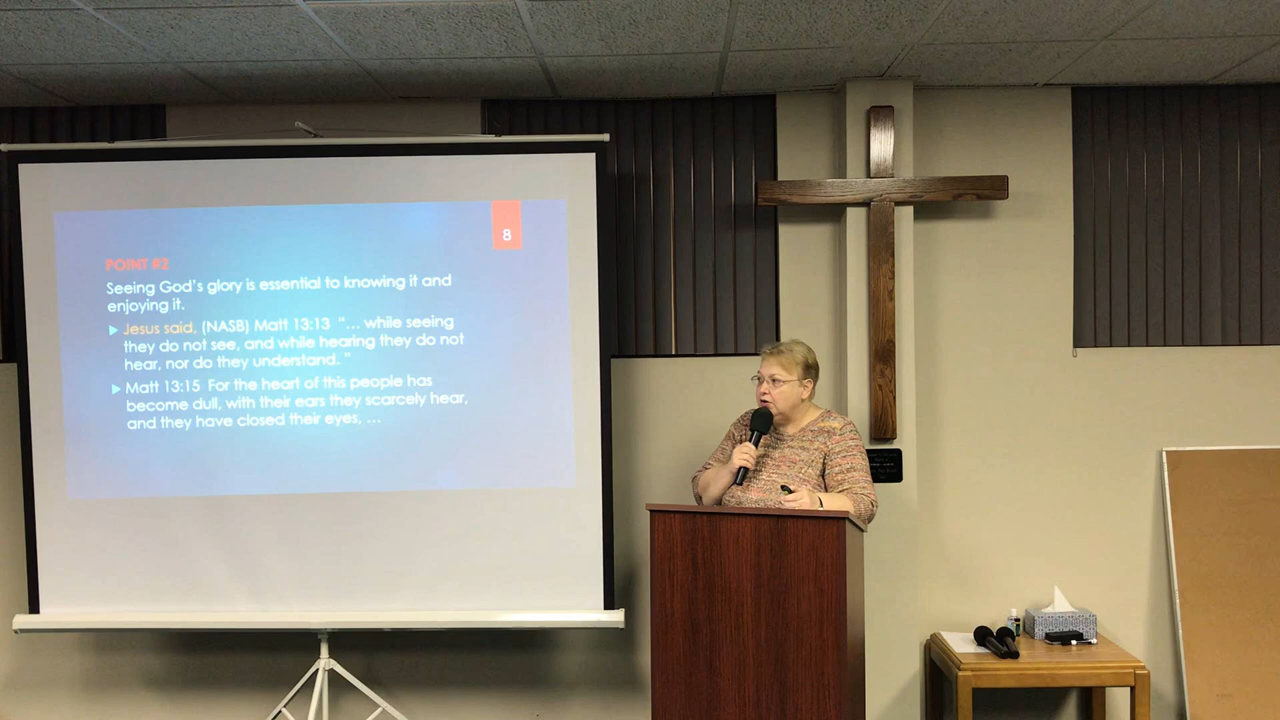 8
POINT #2
Seeing God's glory is essential to knowing it and
enjoying it.
Jesus said, (NASB) Matt 13:13 “… while seeing
they do not see, and while hearing they do not
hear, nor do they understand. ”
Matt 13:15 For the heart of this people has
become dull, with their ears they scarcely hear,
and they have closed their eyes, …